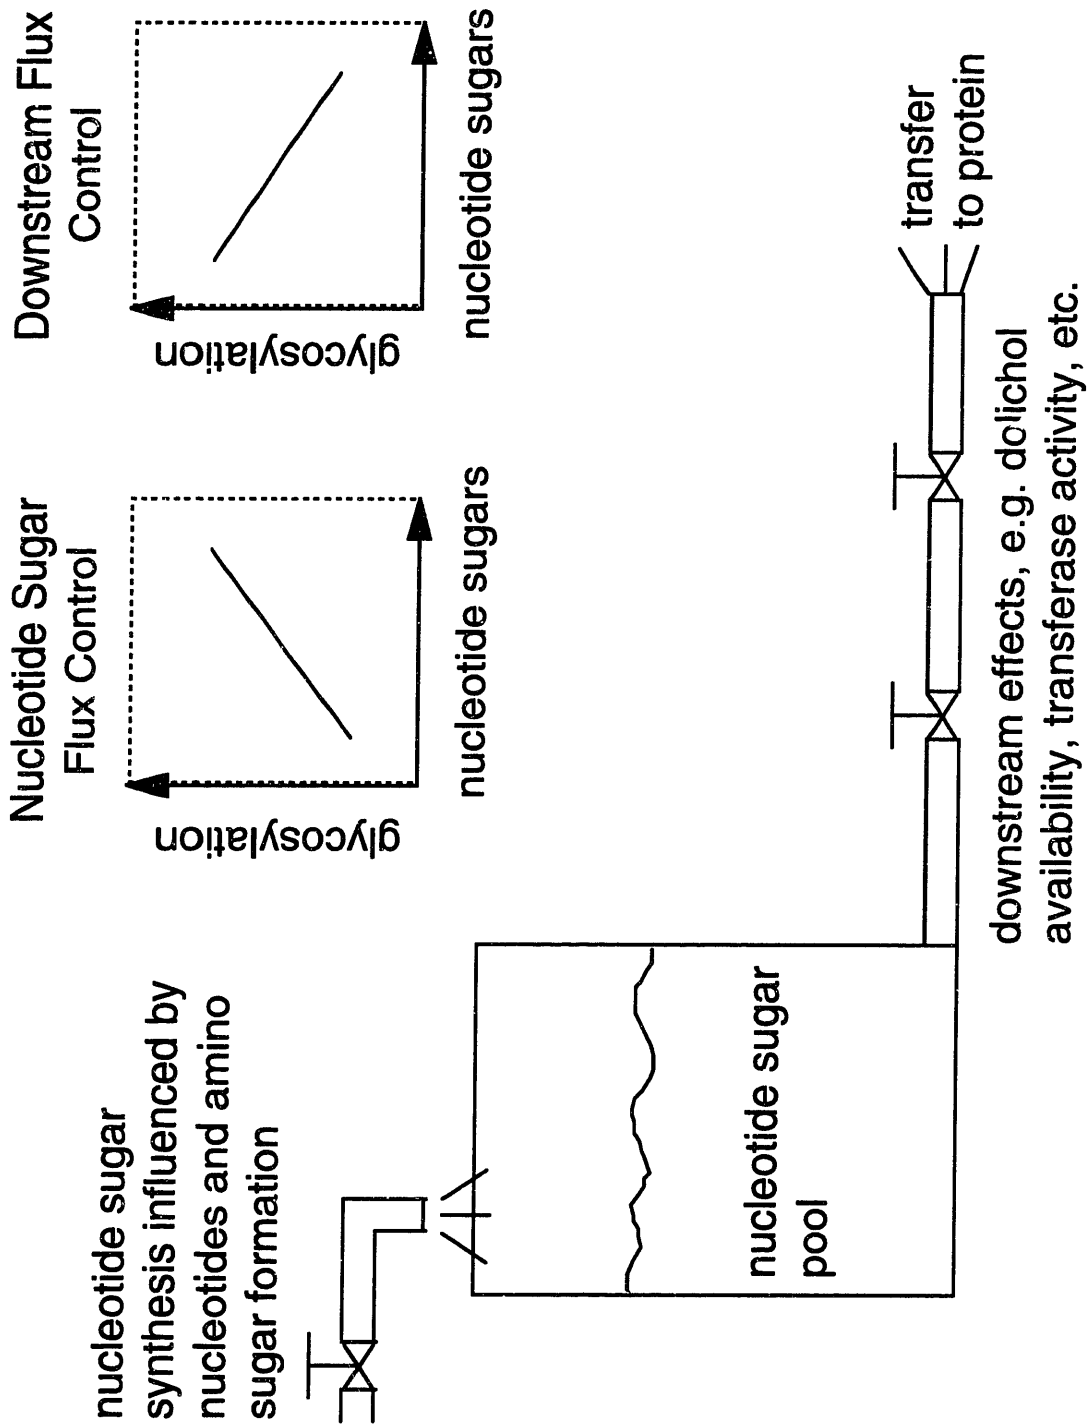 nucleotide sugar
synthesis influenced by
nucleotides and amino
sugar formation
Nucleotide Sugar
Flux Control
glycosylation
nucleotide sugars
Downstream Flux
Control
glycosylation
nucleotide sugars
nucleotide sugar
pool
transfer
to protein
downstream effects, e.g. dolichol
availability, transferase activity, etc.